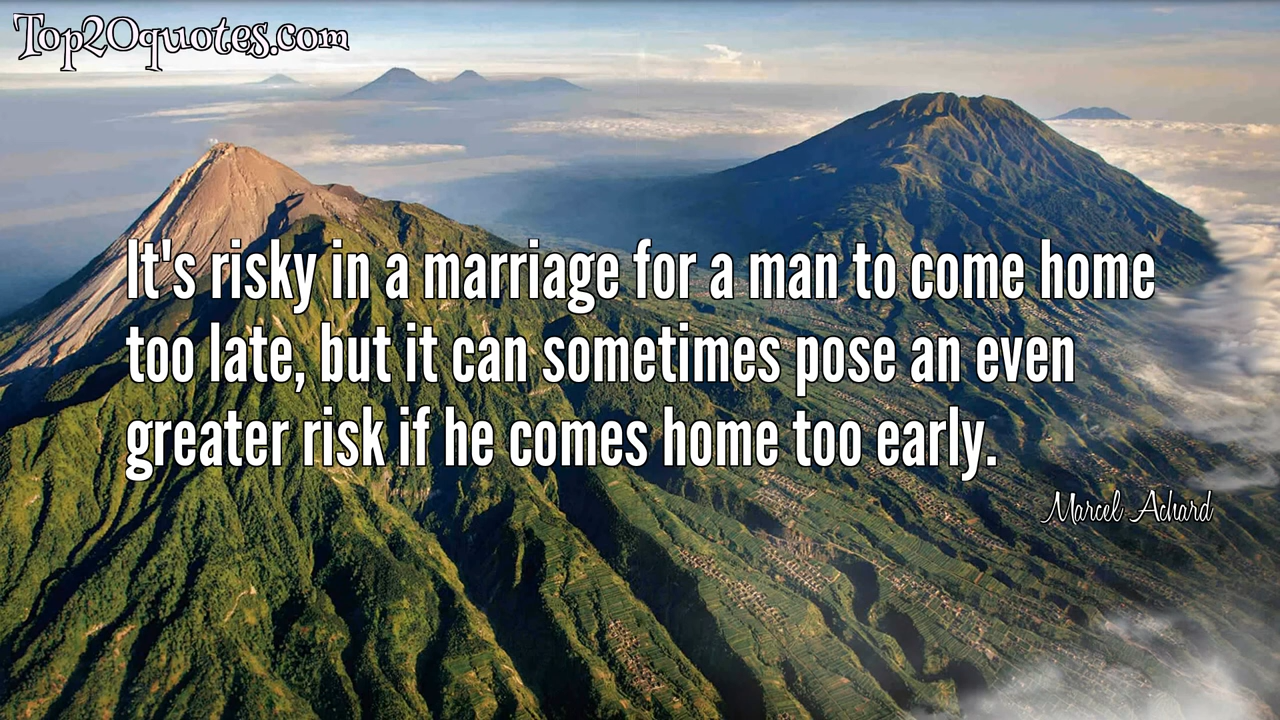 Top20quotes.com
It's risky in a marriage for a man to come home
too late, but it can sometimes pose an even
greater risk if he comes home too early.
Marcel Achard